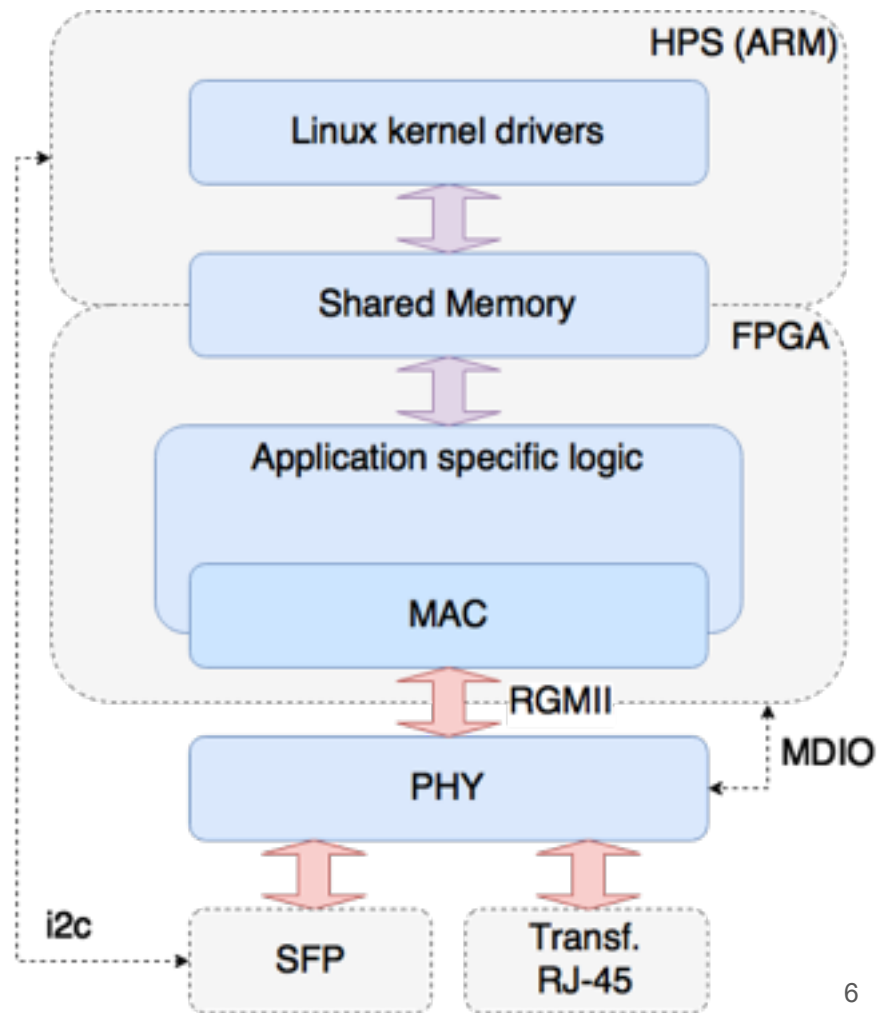 HPS (ARM)
Linux kernel drivers
Shared Memory
FPGA
Application specific logic
MAC
RGMII
MDIO
PHY
i2c
SFP
Transf.
RJ-45
6